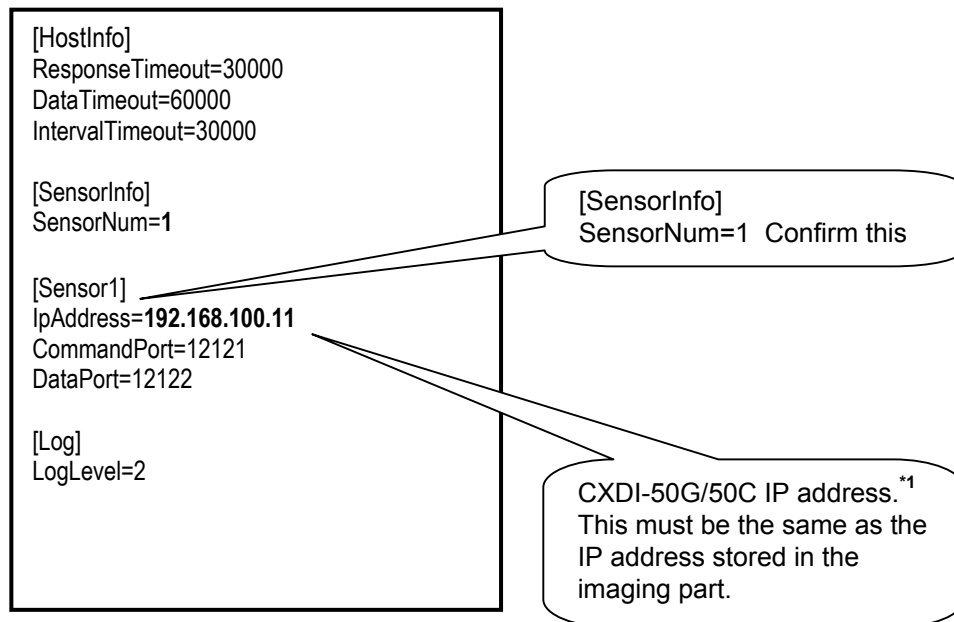 [HostInfo]
ResponseTimeout=30000
DataTimeout=60000
IntervalTimeout=30000
[SensorInfo]
SensorNum=1
[Sensor1]
IpAddress=192.168.100.11
CommandPort=12121
DataPort=12122
[Log]
LogLevel=2
[SensorInfo]
SensorNum=1 Confirm this
CXDI-50G/50C IP address.*1
This must be the same as the
IP address stored in the
imaging part.